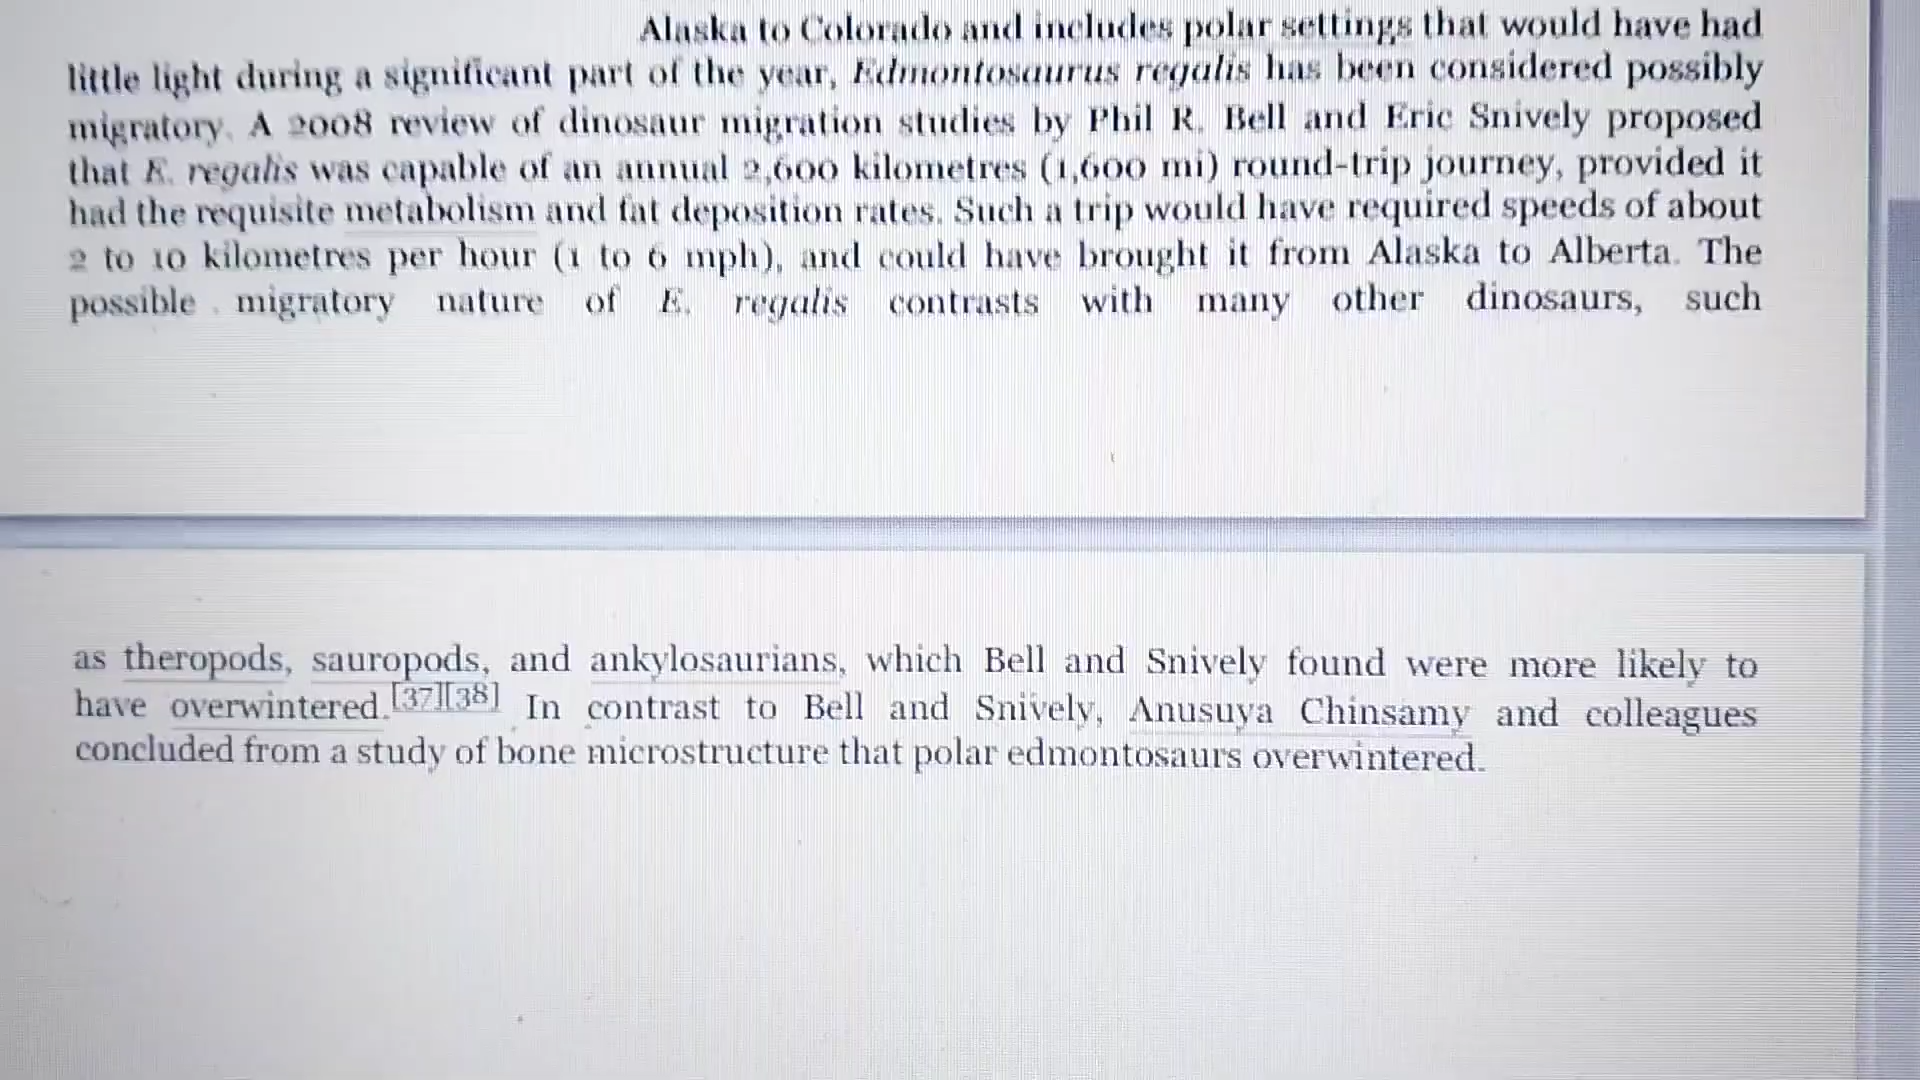 Alaska to Colorado and includes polar settings that would have had
little light during a significant part of the year, Edmontosaurus regalis has been considered possibly
migratory. A 2008 review of dinosaur migration studies by Phil R. Bell and Eric Snively proposed
that E. regalis was capable of an annual 2,600 kilometres (1,600 mi) round-trip journey, provided it
had the requisite metabolism and fat deposition rates. Such a trip would have required speeds of about
2 to 10 kilometres per hour (1 to 6 mph), and could have brought it from Alaska to Alberta. The
possible migratory nature of E. regalis contrasts with many other dinosaurs, such
as theropods, sauropods, and ankylosaurians, which Bell and Snively found were more likely to
have overwintered.[37][38] In contrast to Bell and Snively, Anusuya Chinsamy and colleagues
concluded from a study of bone microstructure that polar edmontosaurs overwintered.